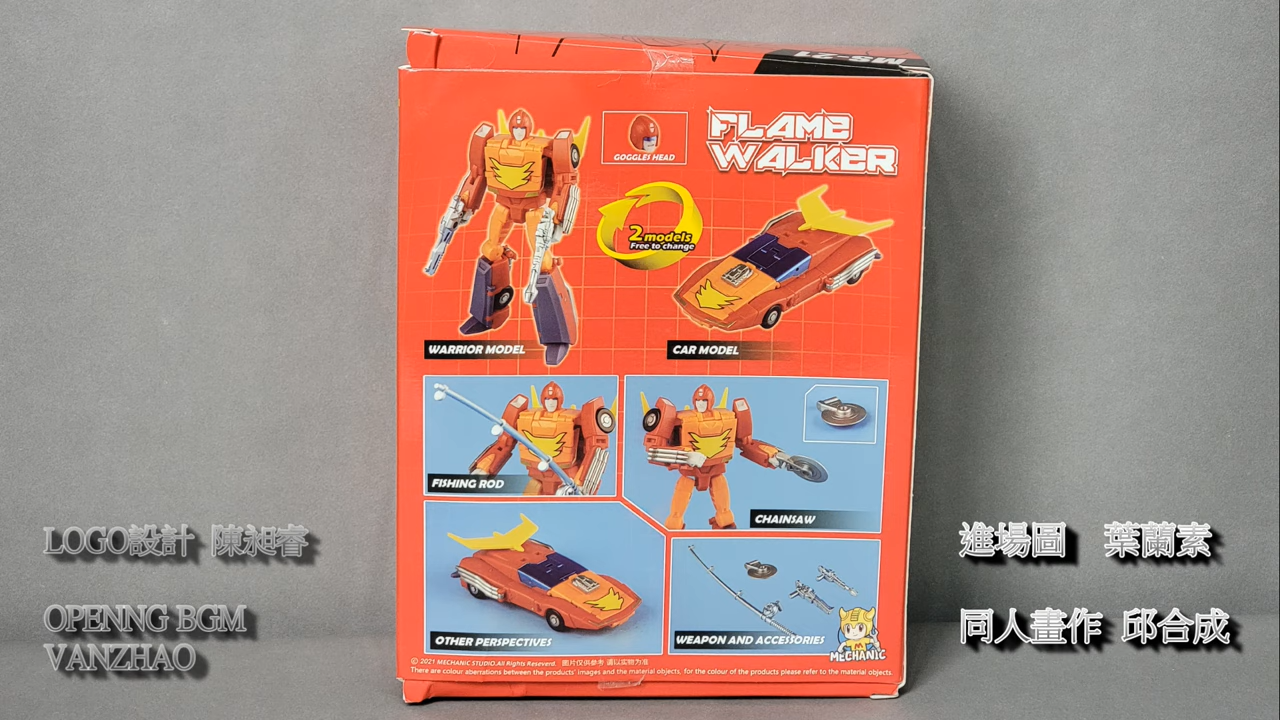 MS-21
FLAME
WALKER
GOGGLES HEAD
2 models
Free to change
WARRIOR MODEL
CAR MODEL
FISHING ROD
CHAINSAW
OTHER PERSPECTIVES
WEAPON AND ACCESSORIES
MECHANIC
© 2021 MECHANIC STUDIO.All Rights Reseverd. 图片仅供参考 请以实物为准
There are colour aberrations between the products' images and the material objects, for the colour of the products please refer to the material objects.
LOGO設計 陳昶睿
OPENNG BGM
VANZHAO
進場圖 葉蘭素
同人畫作 邱合成